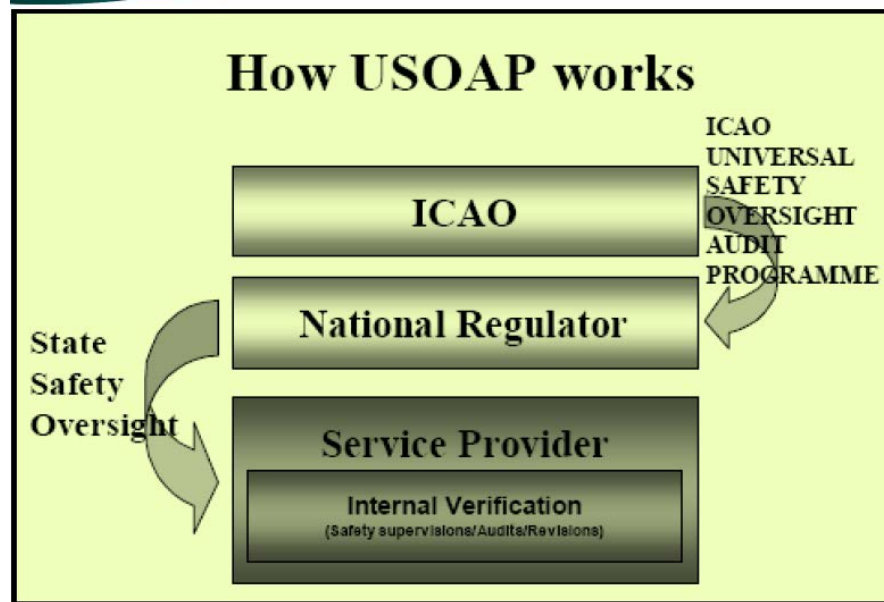 How USOAP works
ICAO
UNIVERSAL
SAFETY
OVERSIGHT
AUDIT
PROGRAMME
ICAO
National Regulator
State
Safety
Oversight
Service Provider
Internal Verification
(Safety supervisions/Audits/Revisions)